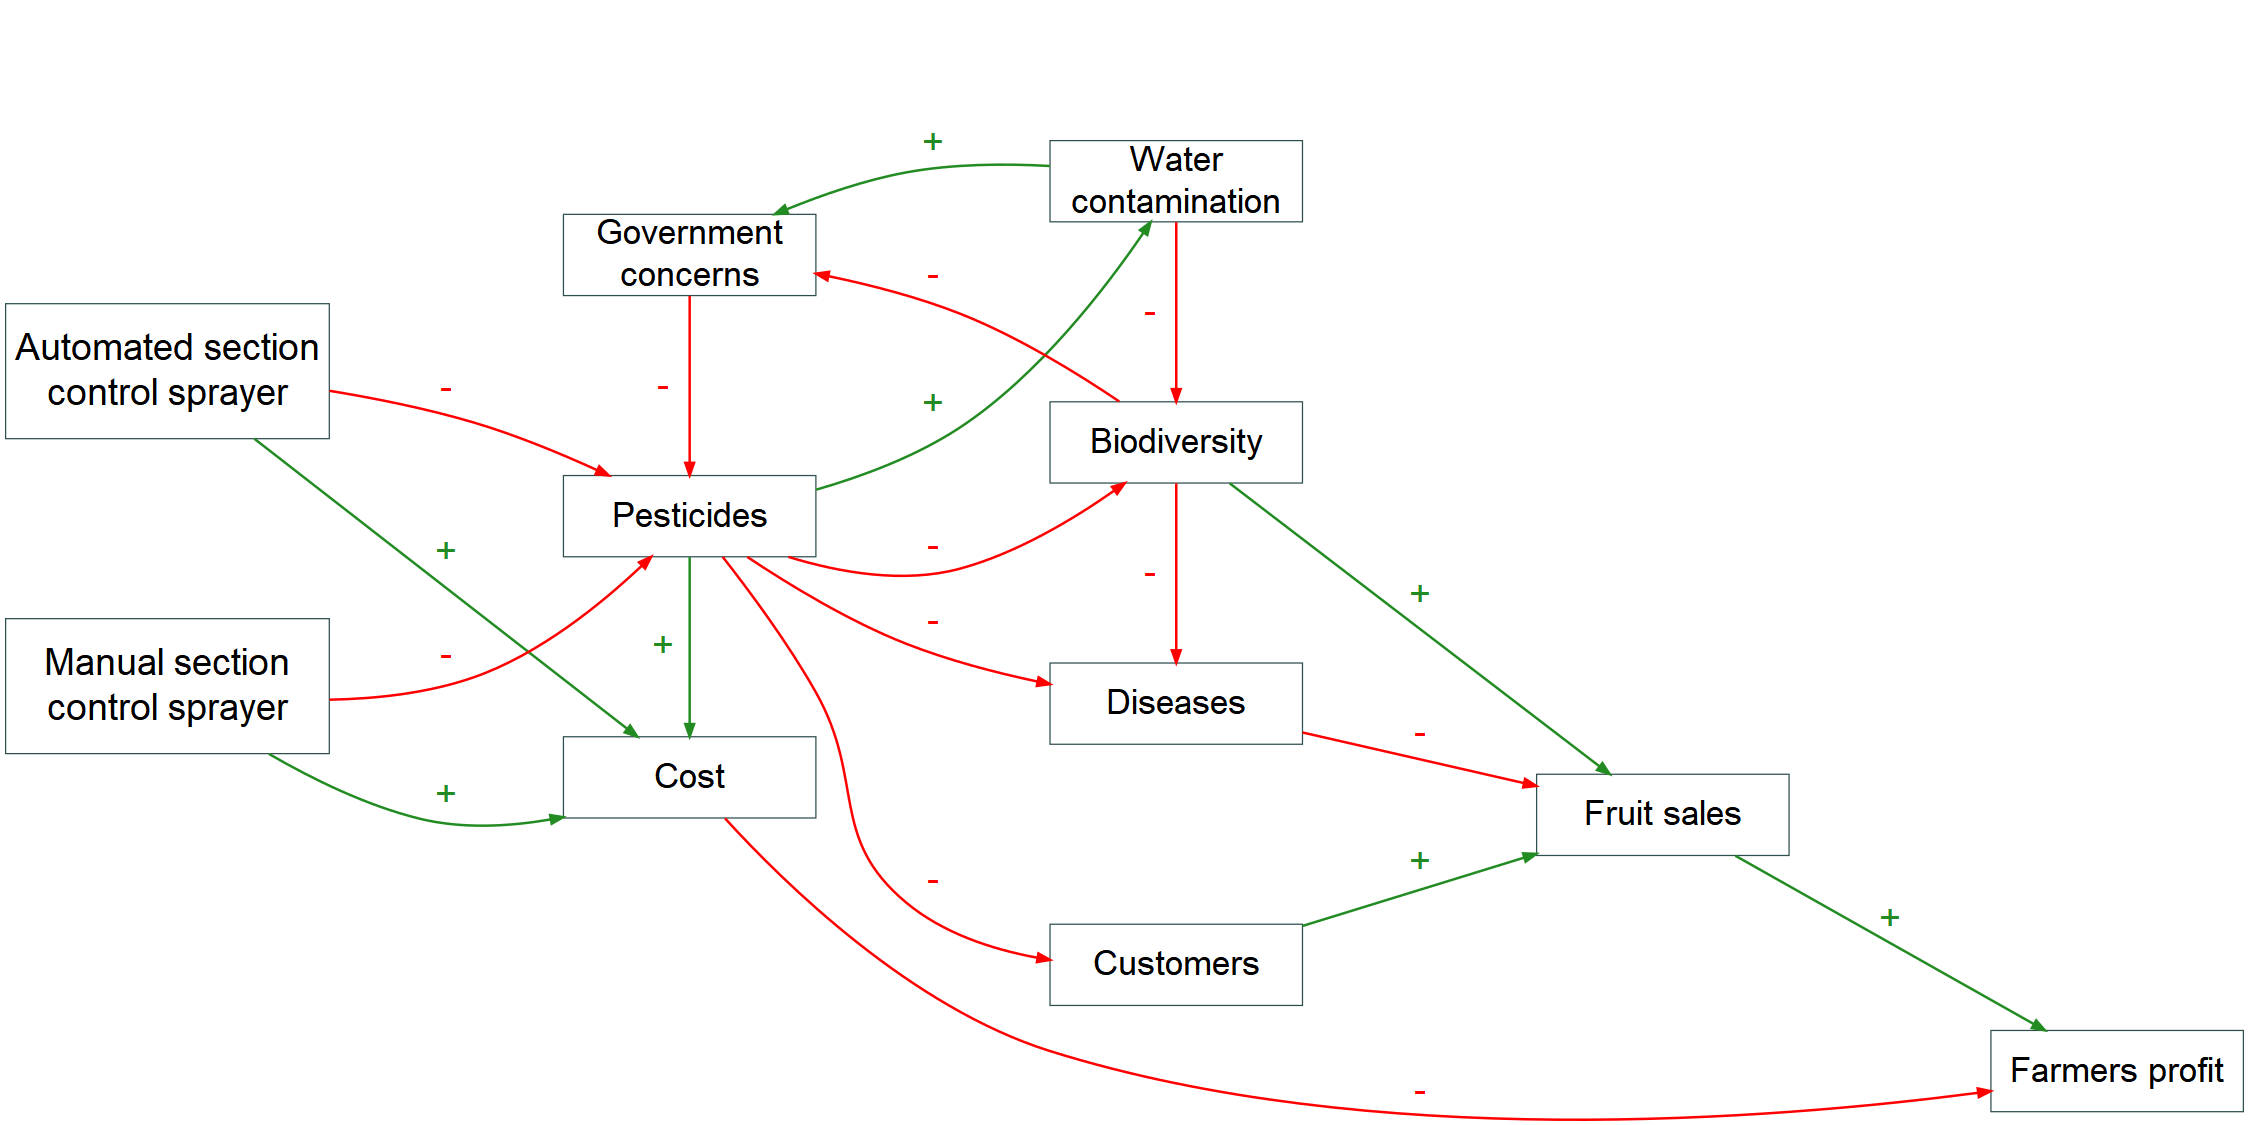 +
Water
contamination
Government
concerns
-
-
Automated section
control sprayer
-
-
+
Biodiversity
Pesticides
+
-
-
+
-
+
Manual section
control sprayer
-
Diseases
-
Cost
+
Fruit sales
-
+
Customers
+
Farmers profit
-